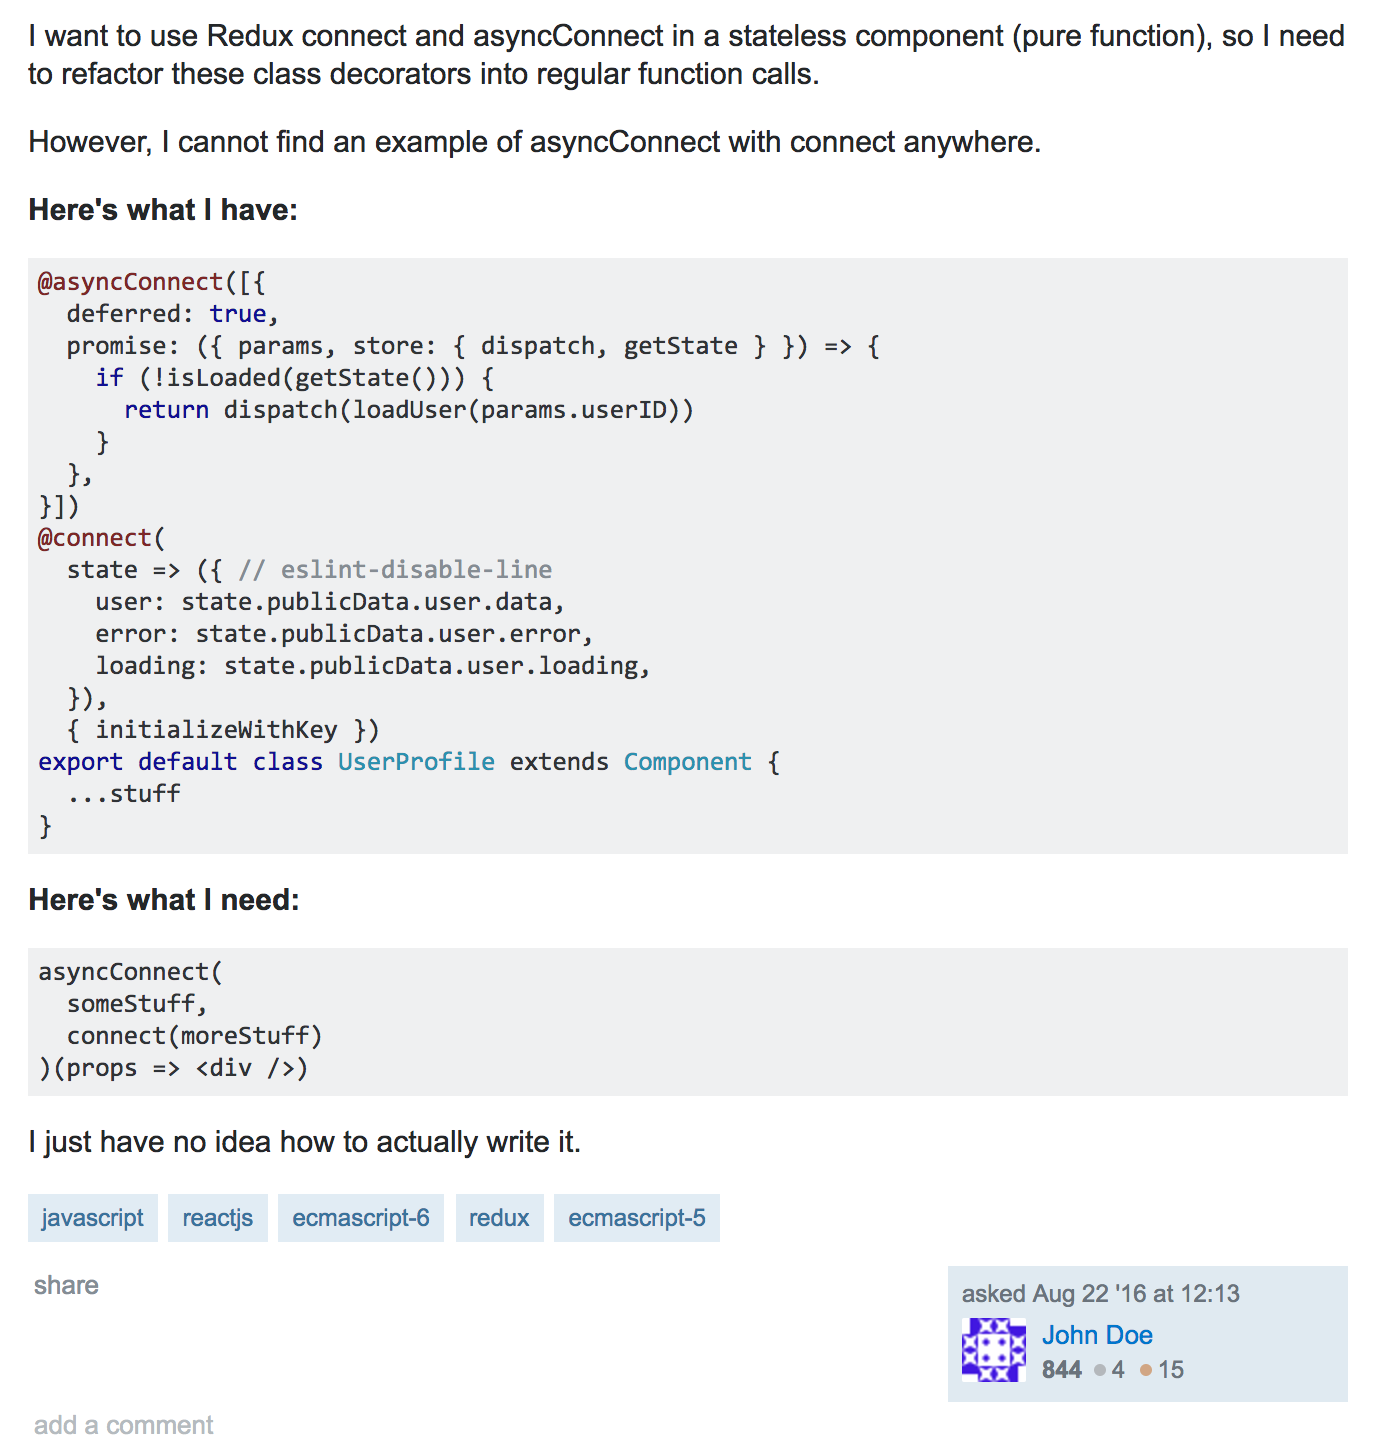 I want to use Redux connect and asyncConnect in a stateless component (pure function), so I need
to refactor these class decorators into regular function calls.
However, I cannot find an example of asyncConnect with connect anywhere.
Here's what I have:
@asyncConnect([{
  deferred: true,
  promise: ({ params, store: { dispatch, getState } }) => {
    if (!isLoaded(getState())) {
      return dispatch(loadUser(params.userID))
    }
  },
}])
@connect(
  state => ({ // eslint-disable-line
    user: state.publicData.user.data,
    error: state.publicData.user.error,
    loading: state.publicData.user.loading,
  }),
  { initializeWithKey })
export default class UserProfile extends Component {
  ...stuff
}
Here's what I need:
asyncConnect(
  someStuff,
  connect(moreStuff)
)(props => <div />)
I just have no idea how to actually write it.
javascript reactjs ecmascript-6 redux ecmascript-5
share
asked Aug 22 '16 at 12:13
John Doe
844 4 15
add a comment